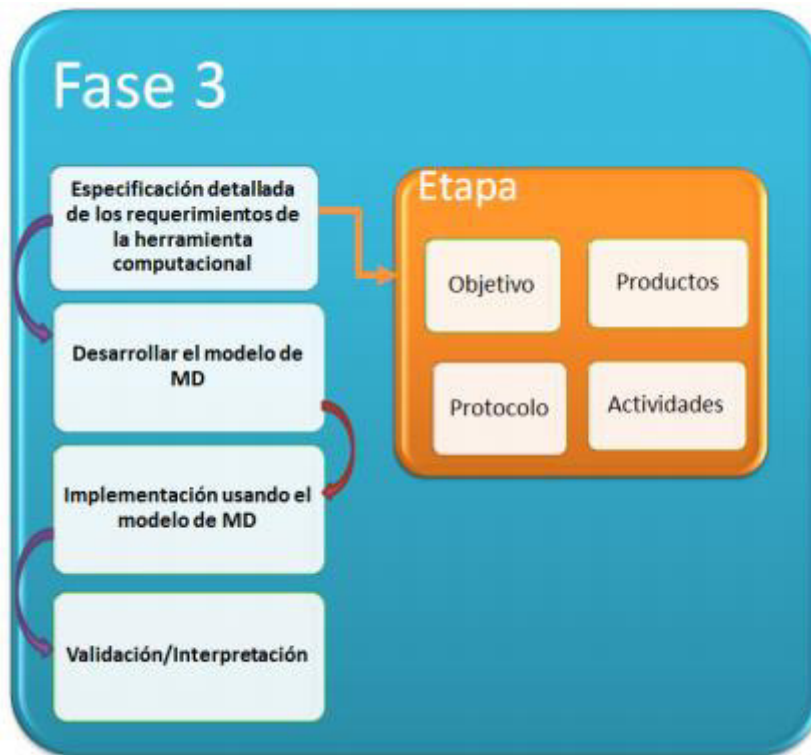 Fase 3
Especificación detallada
de los requerimientos de
la herramienta
computacional
Desarrollar el modelo de
MD
Implementación usando el
modelo de MD
Validación/Interpretación
Etapa
Objetivo
Productos
Protocolo
Actividades